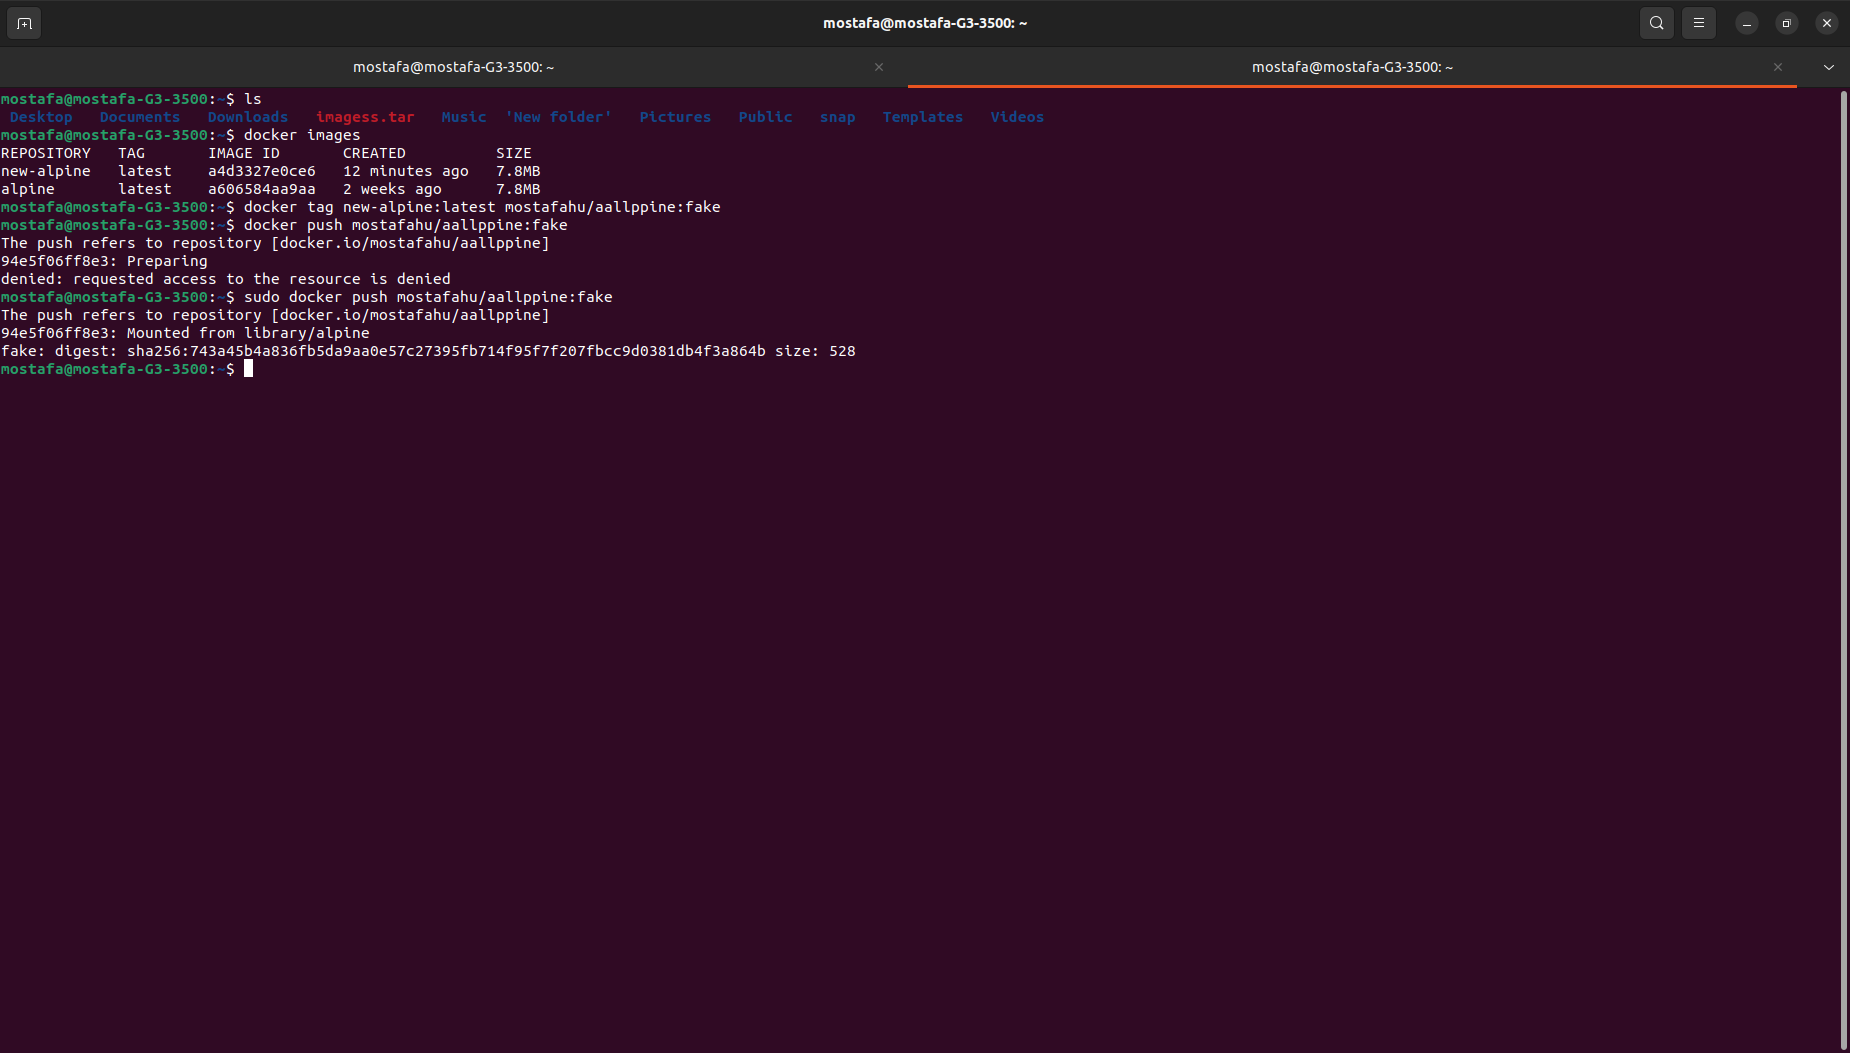 mostafa@mostafa-G3-3500: ~
mostafa@mostafa-G3-3500: ~ mostafa@mostafa-G3-3500: ~
mostafa@mostafa-G3-3500:~$ ls
Desktop Documents Downloads imagess.tar Music 'New folder' Pictures Public snap Templates Videos
mostafa@mostafa-G3-3500:~$ docker images
REPOSITORY TAG IMAGE ID CREATED SIZE
new-alpine latest a4d3327e0ce6 12 minutes ago 7.8MB
alpine latest a606584aa9aa 2 weeks ago 7.8MB
mostafa@mostafa-G3-3500:~$ docker tag new-alpine:latest mostafahu/aallppine:fake
mostafa@mostafa-G3-3500:~$ docker push mostafahu/aallppine:fake
The push refers to repository [docker.io/mostafahu/aallppine]
94e5f06ff8e3: Preparing
denied: requested access to the resource is denied
mostafa@mostafa-G3-3500:~$ sudo docker push mostafahu/aallppine:fake
The push refers to repository [docker.io/mostafahu/aallppine]
94e5f06ff8e3: Mounted from library/alpine
fake: digest: sha256:743a45b4a836fb5da9aa0e57c27395fb714f95f7f207fbcc9d0381db4f3a864b size: 528
mostafa@mostafa-G3-3500:~$